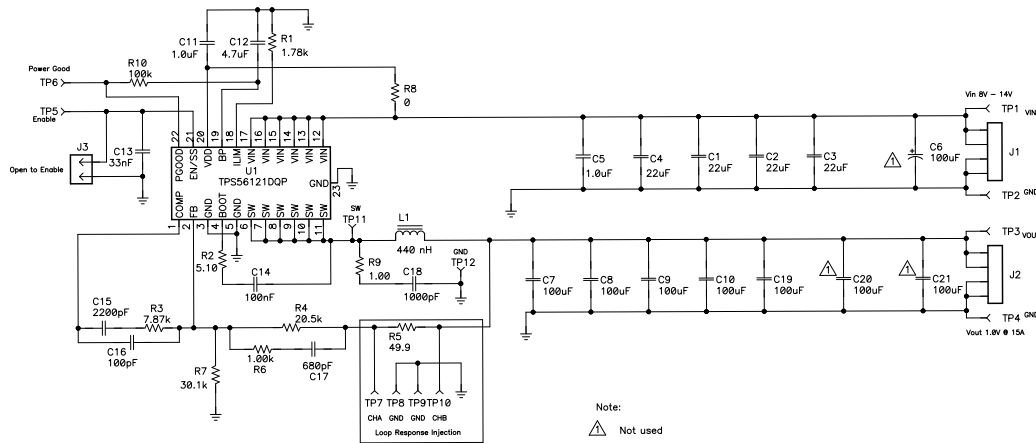 C11
1.0uF
C12
4.7uF
R1
1.78k
Power Good
TP6
R10
100k
R8
0
TP5
Enable
J3
Open to Enable
C13
33nF
22 21 20 19 18 17 16 15 14 13 12
PGOOD EN/SS VDD BP ILIM VIN VIN VIN VIN VIN VIN
U1
TPS56121DQP
GND 23
COMP FB GND BOOT GND SW SW SW SW SW SW
1 2 3 4 5 6 7 8 9 10 11
C5
1.0uF
C4
22uF
C1
22uF
C2
22uF
C3
22uF
1
+
C6
100uF
Vin 8V - 14V
TP1 VIN
J1
TP2 GND
SW
TP11
L1
440 nH
GND
TP12
R2
5.10
C14
100nF
R9
1.00
C18
1000pF
C7
100uF
C8
100uF
C9
100uF
C10
100uF
C19
100uF
1
C20
100uF
1
C21
100uF
TP3 VOUT
J2
TP4 GND
Vout 1.0V @ 15A
C15
2200pF
R3
7.87k
C16
100pF
R4
20.5k
1.00k
R6
680pF
C17
R7
30.1k
R5
49.9
TP7 TP8 TP9 TP10
CHA GND GND CHB
Loop Response Injection
Note:
1 Not used